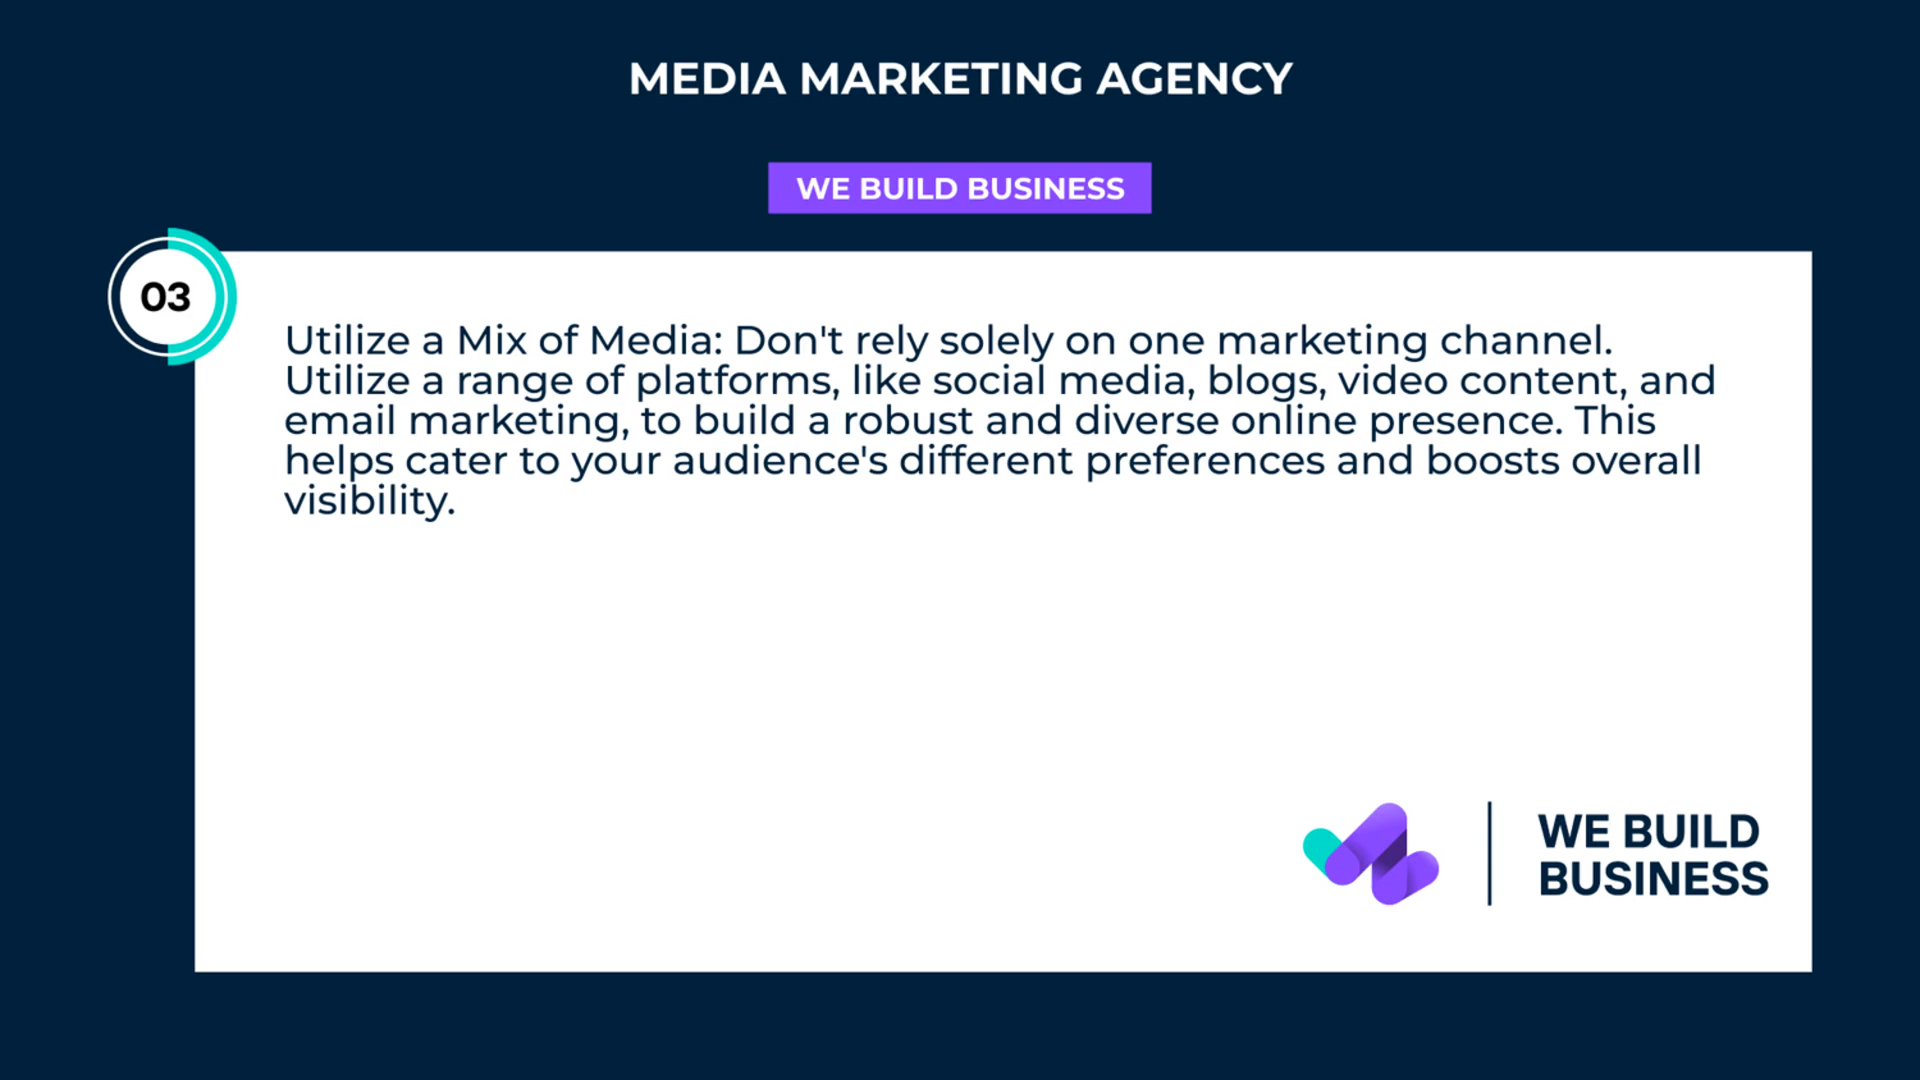 MEDIA MARKETING AGENCY
WE BUILD BUSINESS
03
Utilize a Mix of Media: Don't rely solely on one marketing channel.
Utilize a range of platforms, like social media, blogs, video content, and
email marketing, to build a robust and diverse online presence. This
helps cater to your audience's different preferences and boosts overall
visibility.
WE BUILD
BUSINESS